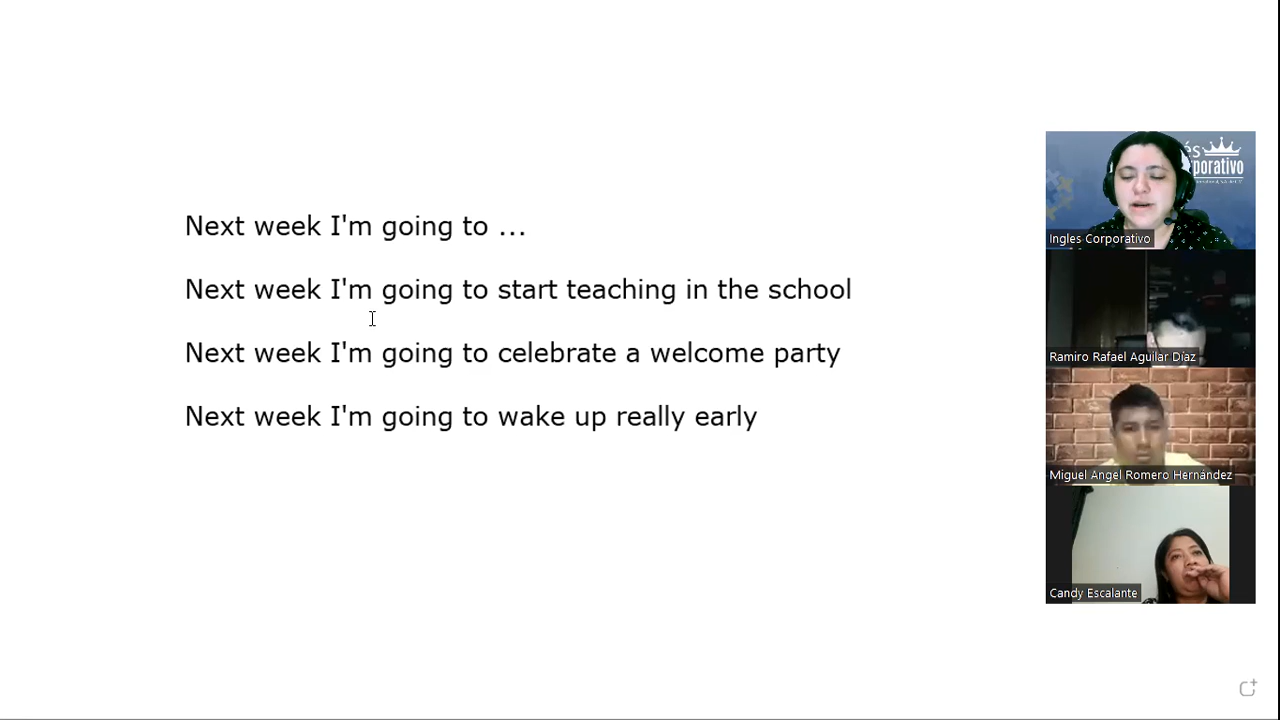 Next week I'm going to ...
Next week I'm going to start teaching in the school
Next week I'm going to celebrate a welcome party
Next week I'm going to wake up really early
és
porativo
Ingles Corporativo
Ramiro Rafael Aguilar Diaz
Miguel Angel Romero Hernández
Candy Escalante